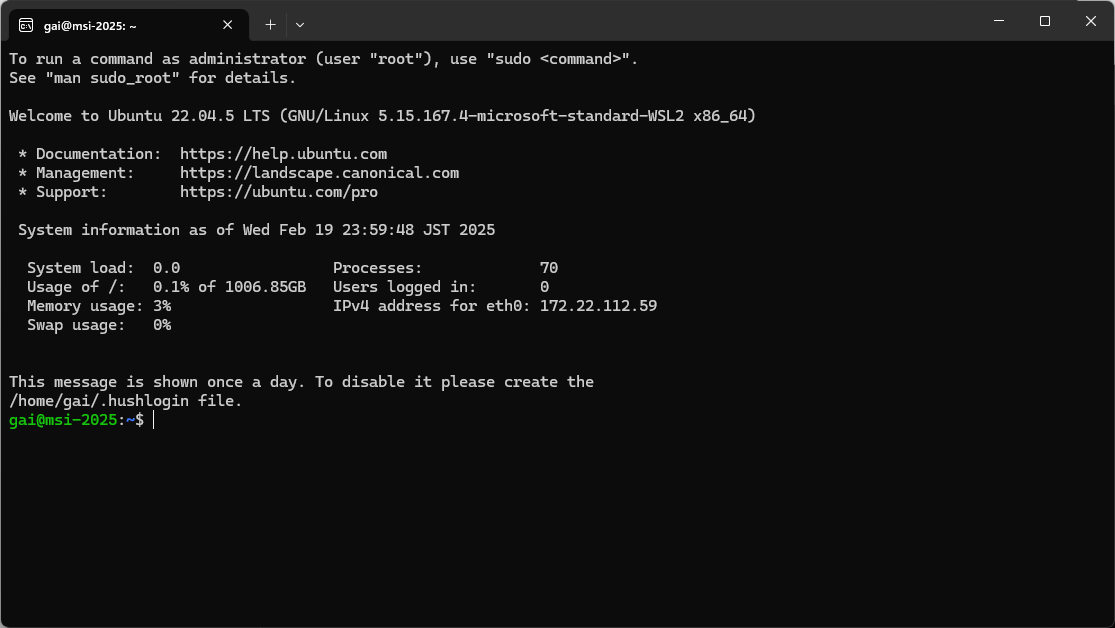 gai@msi-2025: ~
To run a command as administrator (user "root"), use "sudo <command>".
See "man sudo_root" for details.
Welcome to Ubuntu 22.04.5 LTS (GNU/Linux 5.15.167.4-microsoft-standard-WSL2 x86_64)
* Documentation:  https://help.ubuntu.com
* Management:     https://landscape.canonical.com
* Support:        https://ubuntu.com/pro
System information as of Wed Feb 19 23:59:48 JST 2025
System load:  0.0                 Processes:             70
Usage of /:   0.1% of 1006.85GB   Users logged in:       0
Memory usage: 3%                  IPv4 address for eth0: 172.22.112.59
Swap usage:   0%
This message is shown once a day. To disable it please create the
/home/gai/.hushlogin file.
gai@msi-2025:~$